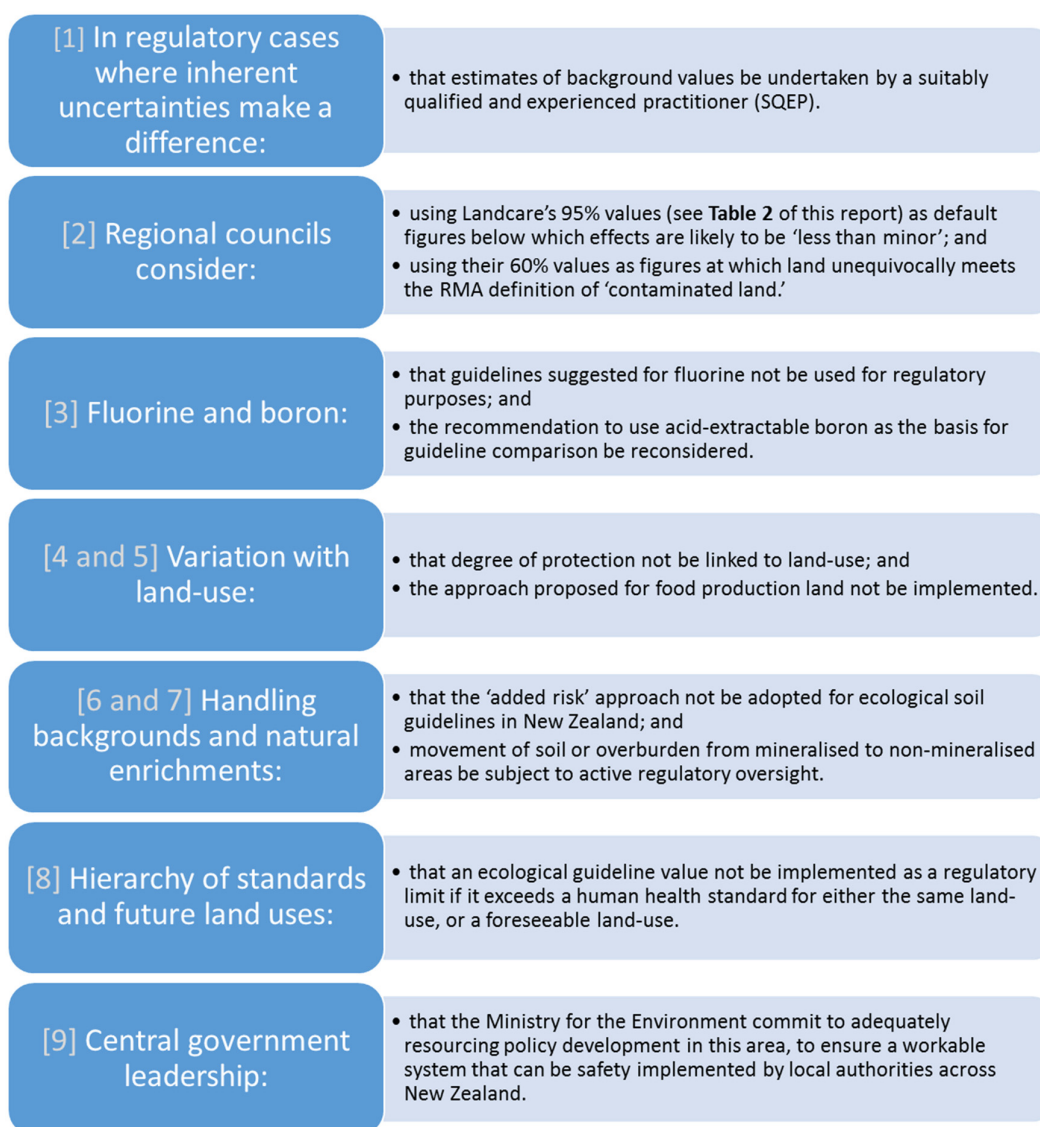 [1] In regulatory cases
where inherent
uncertainties make a
difference:
• that estimates of background values be undertaken by a suitably
qualified and experienced practitioner (SQEP).
[2] Regional councils
consider:
• using Landcare’s 95% values (see Table 2 of this report) as default
figures below which effects are likely to be ‘less than minor’; and
• using their 60% values as figures at which land unequivocally meets
the RMA definition of ‘contaminated land.’
[3] Fluorine and boron:
• that guidelines suggested for fluorine not be used for regulatory
purposes; and
• the recommendation to use acid-extractable boron as the basis for
guideline comparison be reconsidered.
[4 and 5] Variation with
land-use:
• that degree of protection not be linked to land-use; and
• the approach proposed for food production land not be implemented.
[6 and 7] Handling
backgrounds and natural
enrichments:
• that the ‘added risk’ approach not be adopted for ecological soil
guidelines in New Zealand; and
• movement of soil or overburden from mineralised to non-mineralised
areas be subject to active regulatory oversight.
[8] Hierarchy of standards
and future land uses:
• that an ecological guideline value not be implemented as a regulatory
limit if it exceeds a human health standard for either the same land-
use, or a foreseeable land-use.
[9] Central government
leadership:
• that the Ministry for the Environment commit to adequately
resourcing policy development in this area, to ensure a workable
system that can be safety implemented by local authorities across
New Zealand.